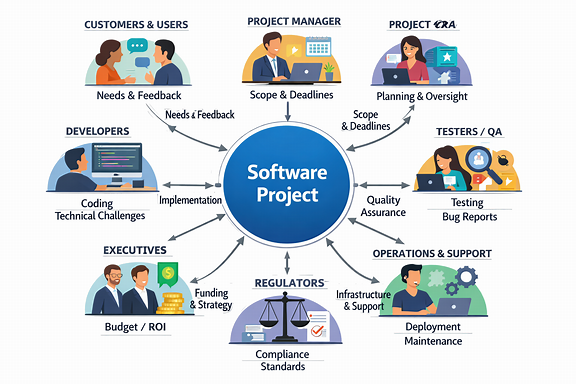 CUSTOMERS & USERS
Needs & Feedback
PROJECT MANAGER
Scope & Deadlines
PROJECT
Planning & Oversight
Needs & Feedback
Scope
& Deadlines
DEVELOPERS
Coding
Technical Challenges
Implementation
Software
Project
TESTERS / QA
Testing
Bug Reports
Quality
Assurance
EXECUTIVES
Budget / ROI
Funding
& Strategy
REGULATORS
Compliance
Standards
Infrastructure
& Support
OPERATIONS & SUPPORT
Deployment
Maintenance